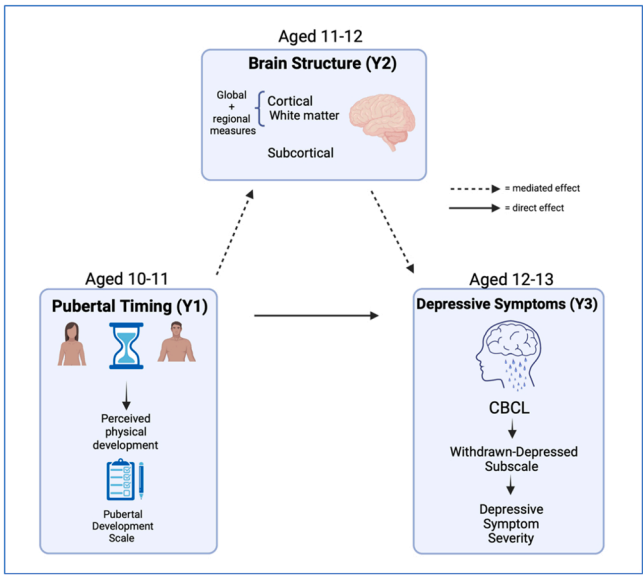 Aged 11-12
Brain Structure (Y2)
Global
+
regional
measures
Cortical
White matter
Subcortical
= mediated effect
= direct effect
Aged 10-11
Pubertal Timing (Y1)
Perceived
physical
development
Pubertal
Development
Scale
Aged 12-13
Depressive Symptoms (Y3)
CBCL
Withdrawn-Depressed
Subscale
Depressive
Symptom
Severity